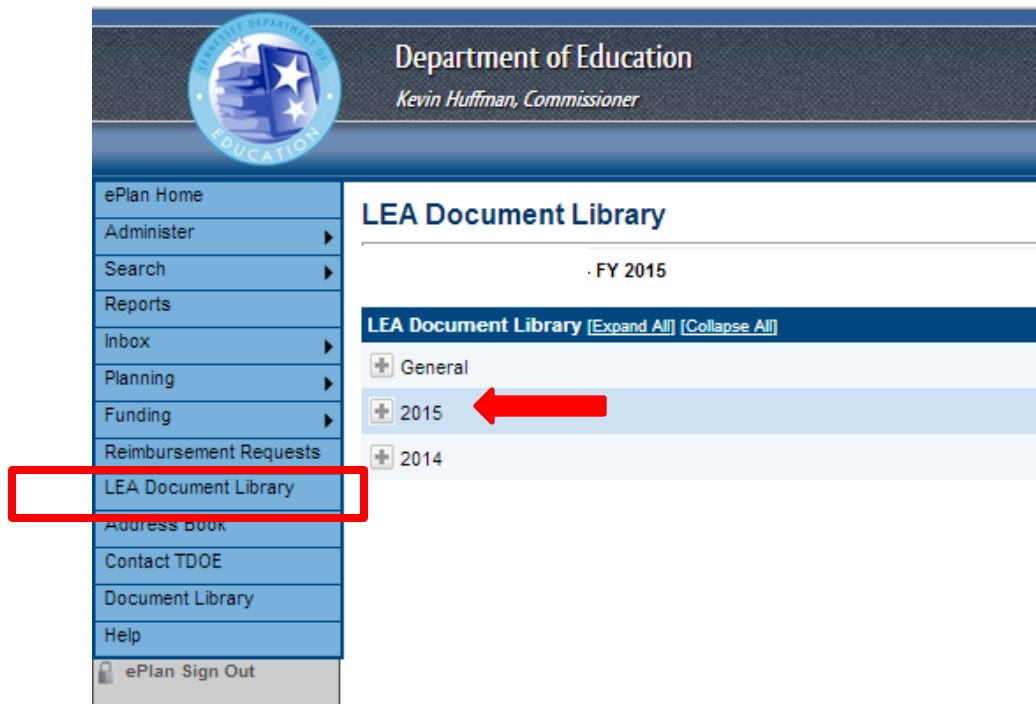 TENNESSEE DEPARTMENT OF
EDUCATION
Department of Education
Kevin Huffman, Commissioner
ePlan Home
Administer
Search
Reports
Inbox
Planning
Funding
Reimbursement Requests
LEA Document Library
Address Book
Contact TDOE
Document Library
Help
ePlan Sign Out
LEA Document Library
- FY 2015
LEA Document Library [Expand All] [Collapse All]
General
2015
2014